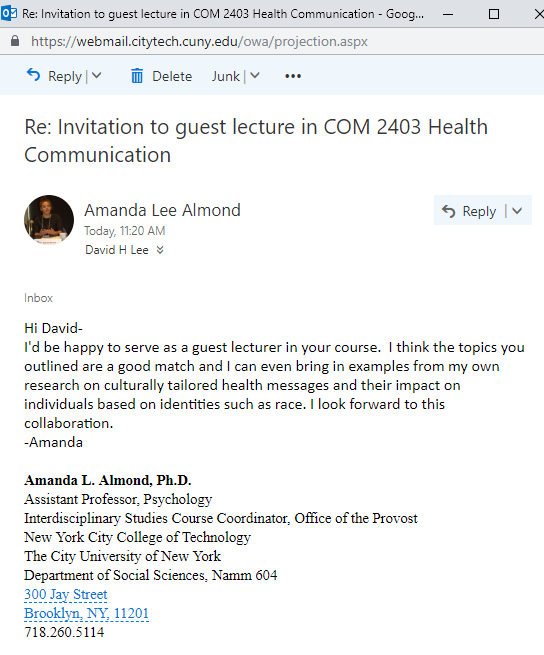 Re: Invitation to guest lecture in COM 2403 Health Communication - Goog...
https://webmail.citytech.cuny.edu/owa/projection.aspx
Reply Delete Junk
Re: Invitation to guest lecture in COM 2403 Health
Communication
Amanda Lee Almond
Reply
Today, 11:20 AM
David H Lee
Inbox
Hi David-
I'd be happy to serve as a guest lecturer in your course.  I think the topics you
outlined are a good match and I can even bring in examples from my own
research on culturally tailored health messages and their impact on
individuals based on identities such as race. I look forward to this
collaboration.
-Amanda
Amanda L. Almond, Ph.D.
Assistant Professor, Psychology
Interdisciplinary Studies Course Coordinator, Office of the Provost
New York City College of Technology
The City University of New York
Department of Social Sciences, Namm 604
300 Jay Street
Brooklyn, NY, 11201
718.260.5114